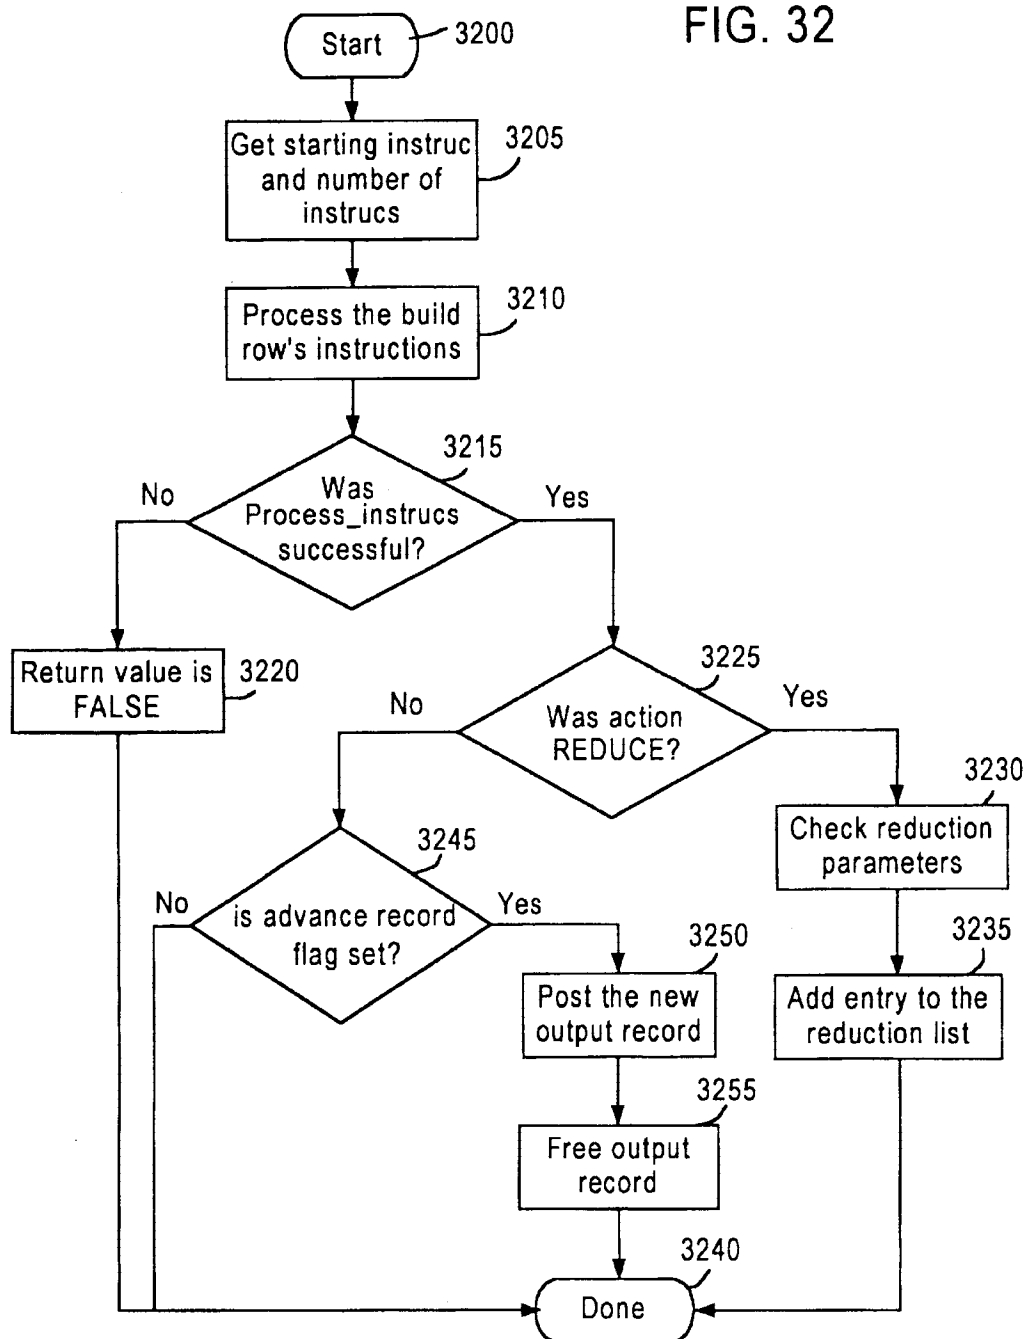 FIG. 32
Start
3200
Get starting instruc
and number of
instrucs
3205
Process the build
row's instructions
3210
Was
Process_instrucs
successful?
3215
No
Yes
Return value is
FALSE
3220
Was action
REDUCE?
3225
No
Yes
Check reduction
parameters
3230
Add entry to the
reduction list
3235
is advance record
flag set?
3245
No
Yes
Post the new
output record
3250
Free output
record
3255
Done
3240